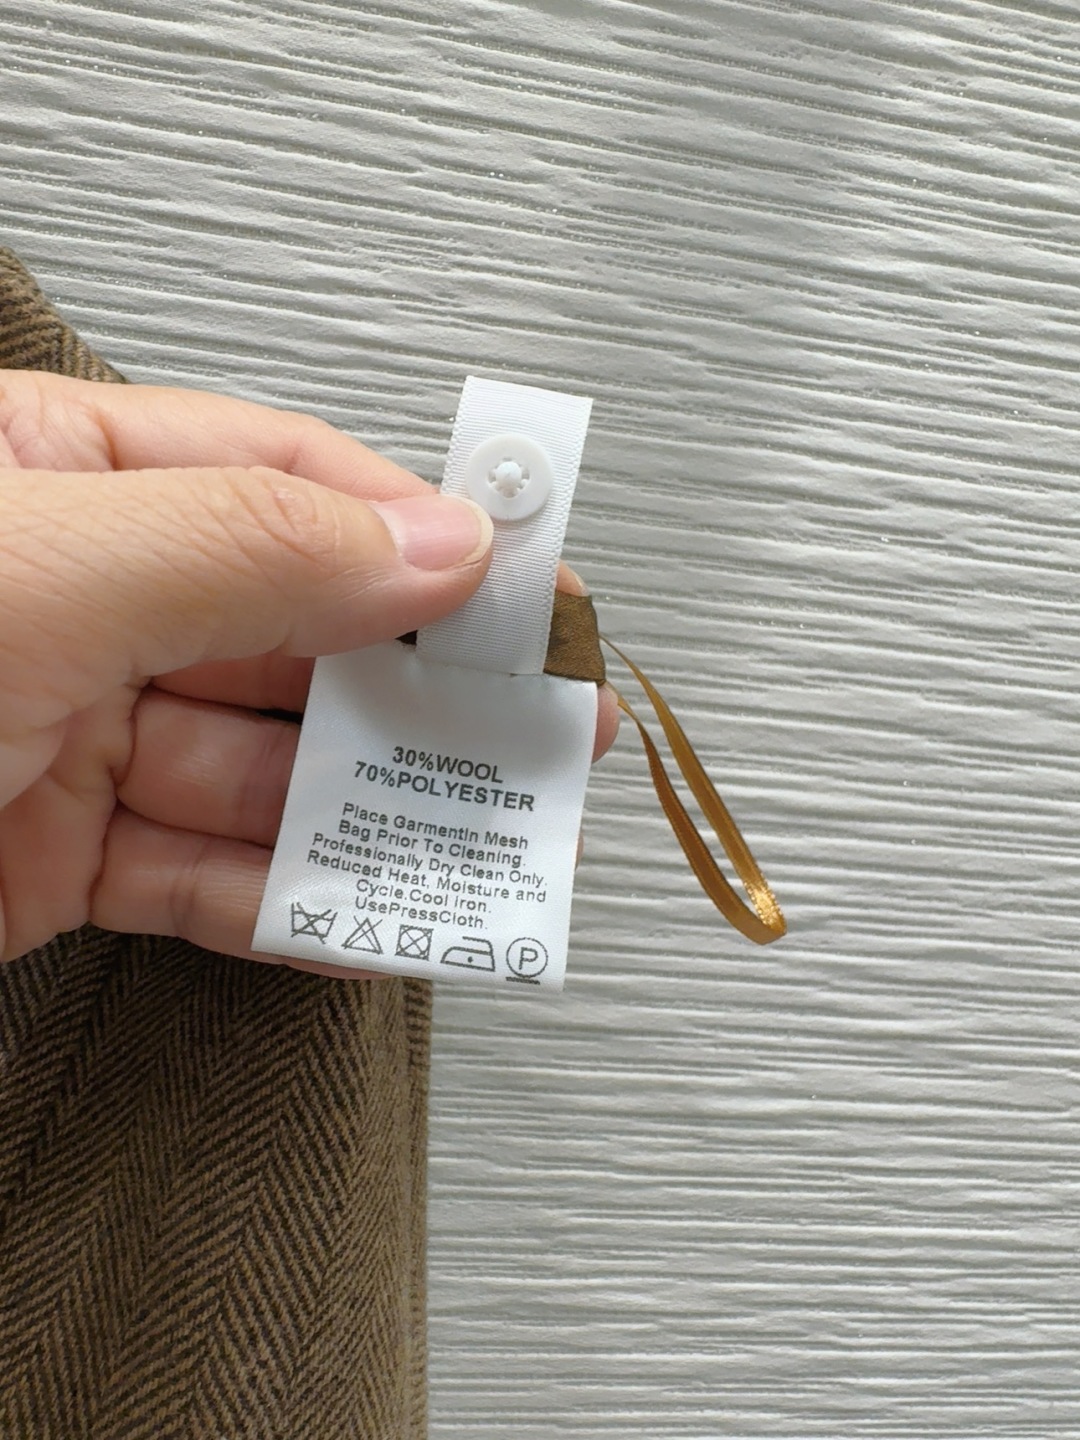 30%WOOL
70%POLYESTER
Place GarmentIn Mesh
Bag Prior To Cleaning.
Professionally Dry Clean Only.
Reduced Heat, Moisture and
Cycle.Cool iron.
UsePressCloth.
P